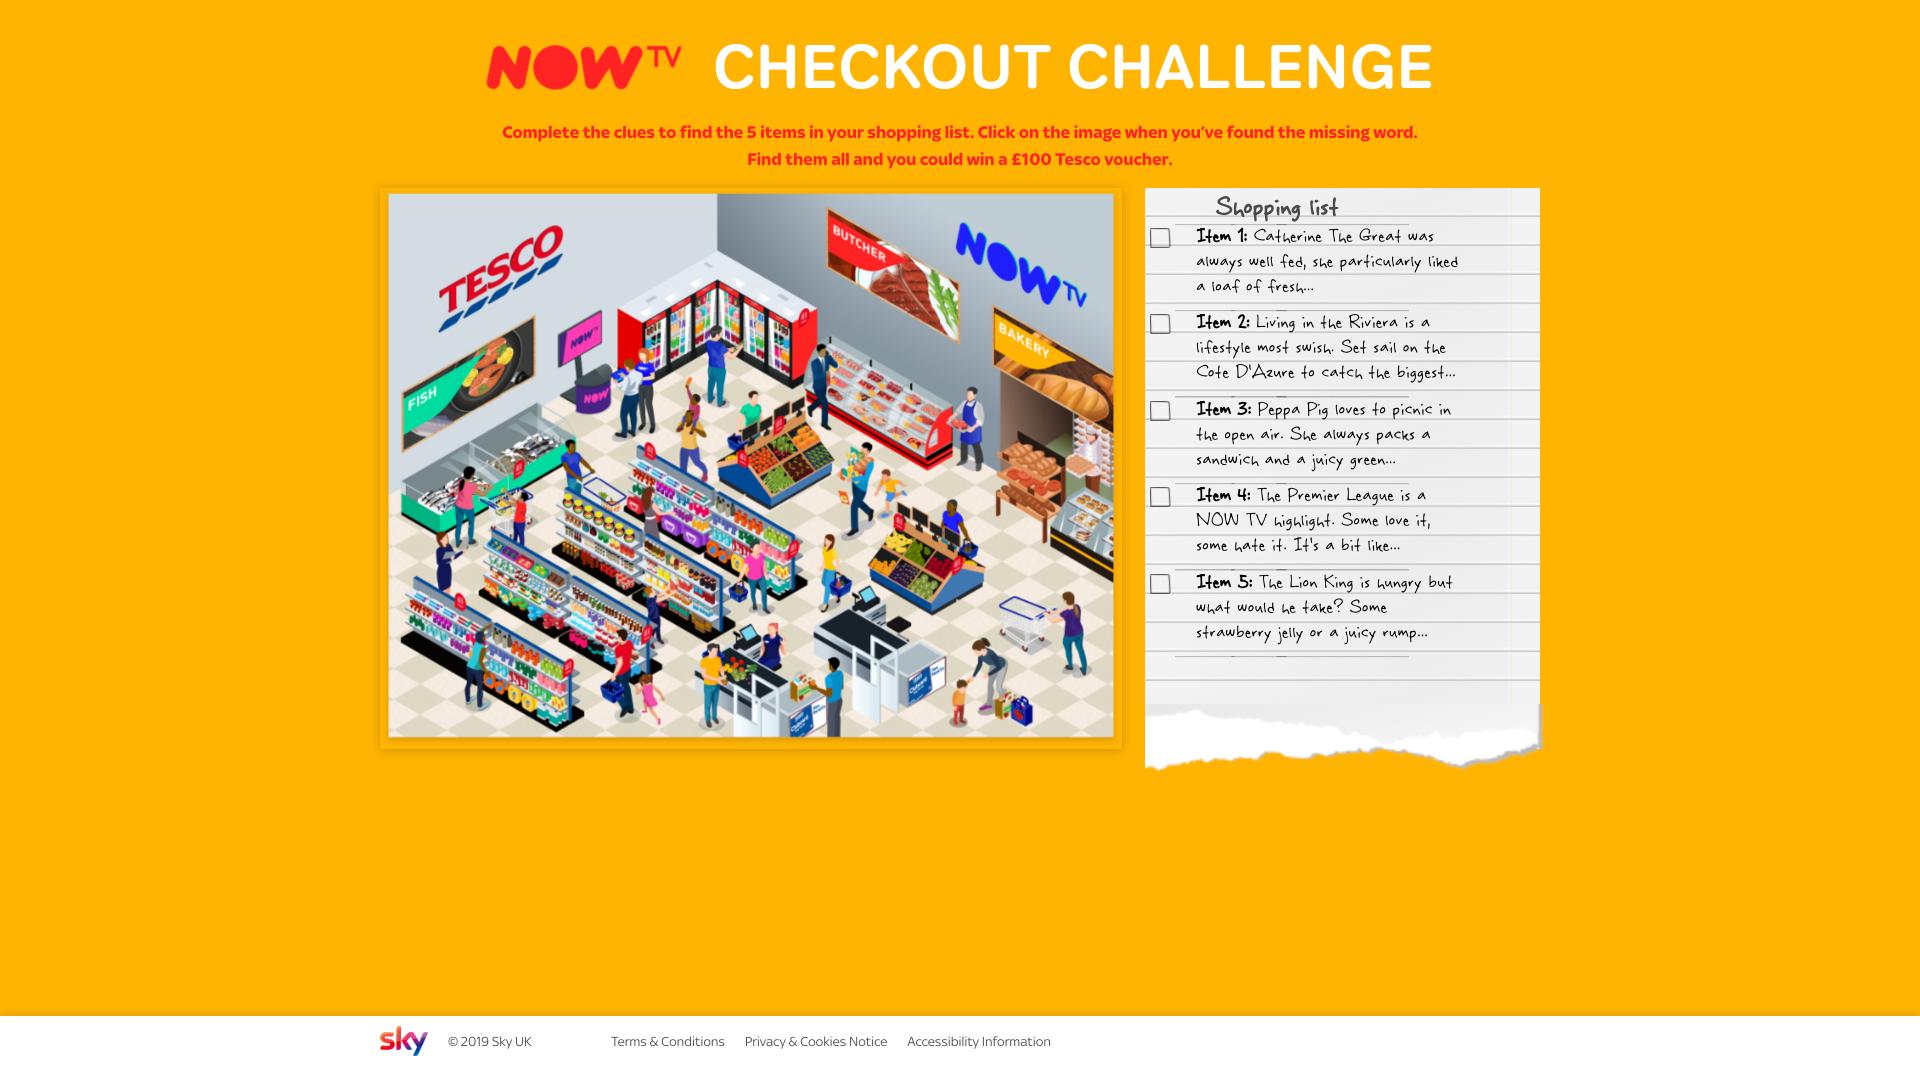 NOW TV CHECKOUT CHALLENGE
Complete the clues to find the 5 items in your shopping list. Click on the image when you've found the missing word.
Find them all and you could win a £100 Tesco voucher.
TESCO
BUTCHER
NOW TV
BAKERY
FISH
NOW TV
NOW
Shopping list
Item 1: Catherine The Great was
always well fed, she particularly liked
a loaf of fresh...
Item 2: Living in the Riviera is a
lifestyle most swish. Set sail on the
Cote D'Azure to catch the biggest...
Item 3: Peppa Pig loves to picnic in
the open air. She always packs a
sandwich and a juicy green...
Item 4: The Premier League is a
NOW TV highlight. Some love it,
some hate it. It's a bit like...
Item 5: The Lion King is hungry but
what would he take? Some
strawberry jelly or a juicy rump...
sky © 2019 Sky UK Terms & Conditions Privacy & Cookies Notice Accessibility Information